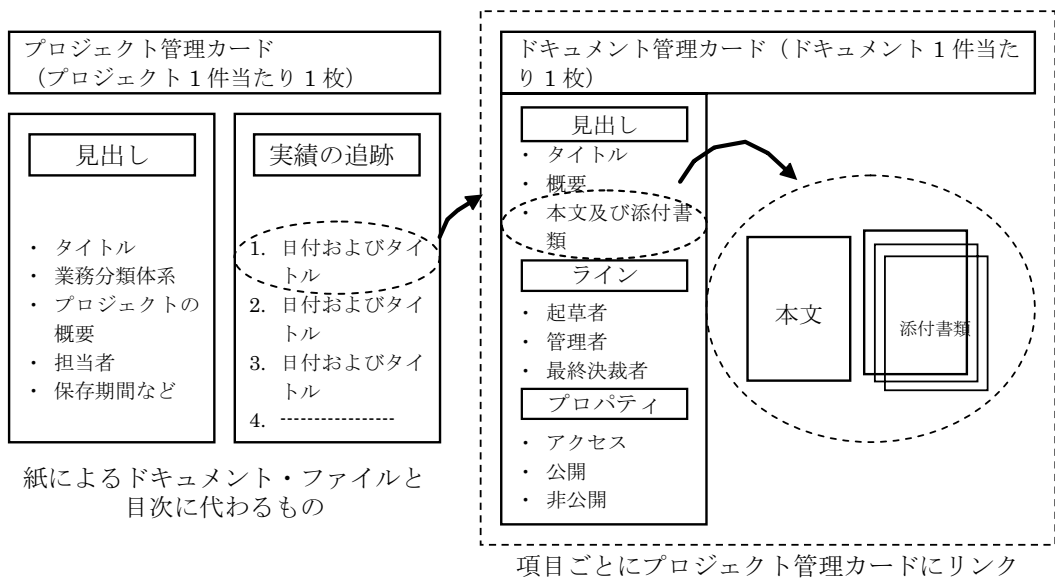 プロジェクト管理カード
(プロジェクト 1 件当たり 1 枚)
見出し
・ タイトル
・ 業務分類体系
・ プロジェクトの
概要
・ 担当者
・ 保存期間など
実績の追跡
1. 日付およびタイ
トル
2. 日付およびタイ
トル
3. 日付およびタイ
トル
4. ----------------
紙によるドキュメント・ファイルと
目次に代わるもの
ドキュメント管理カード(ドキュメント 1 件当た
り 1 枚)
見出し
・ タイトル
・ 概要
・ 本文及び添付書
類
ライン
・ 起草者
・ 管理者
・ 最終決裁者
プロパティ
・ アクセス
・ 公開
・ 非公開
本文
添付書類
項目ごとにプロジェクト管理カードにリンク